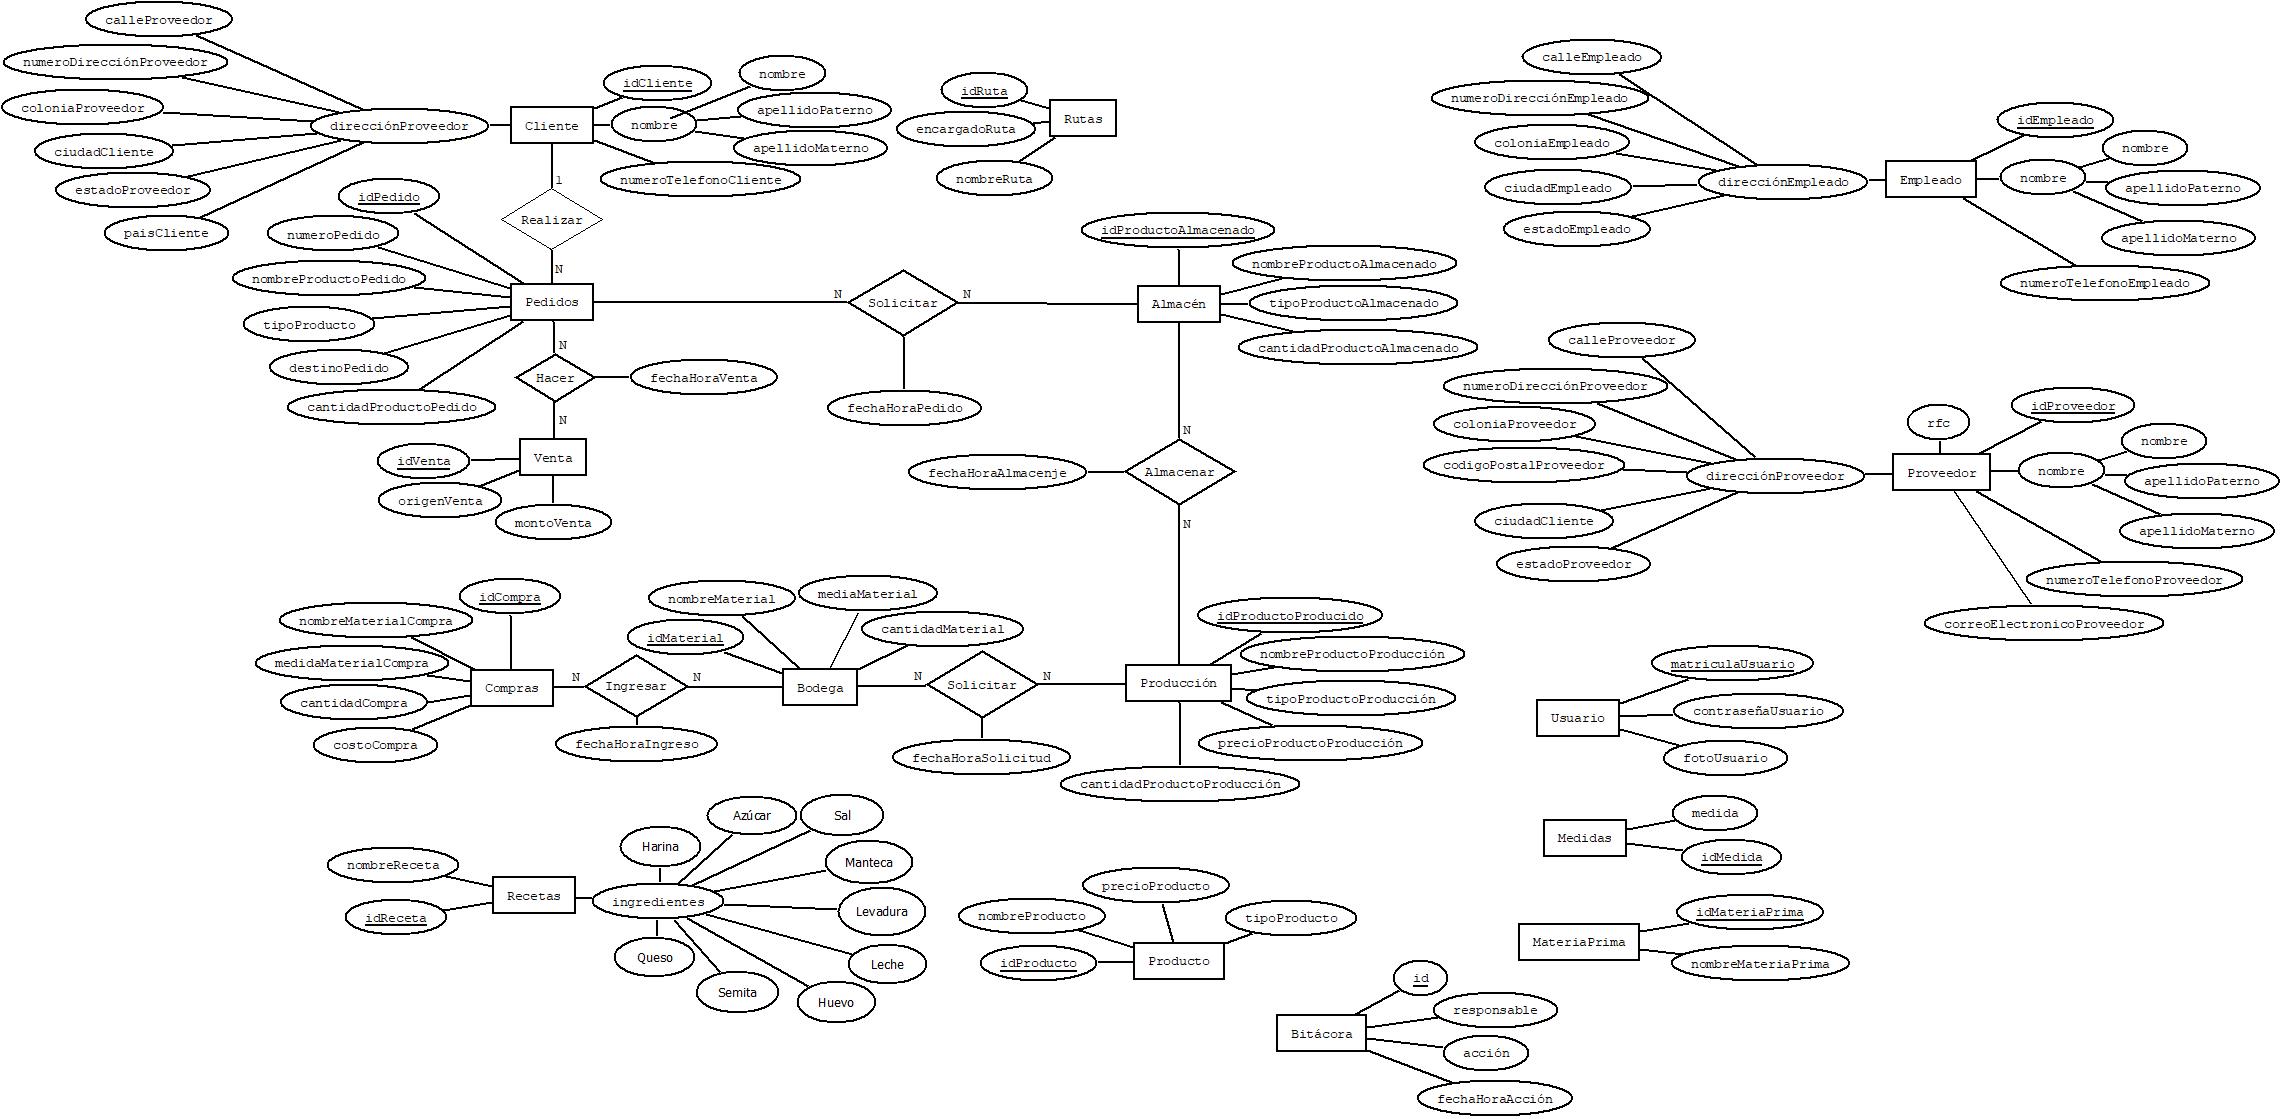 calleProveedor
numeroDirecciónProveedor
coloniaProveedor
ciudadCliente
estadoProveedor
paisCliente
direcciónProveedor
Cliente
idCliente
nombre
nombre
apellidoPaterno
apellidoMaterno
numeroTelefonoCliente
idRuta
encargadoRuta
nombreRuta
Rutas
1
Realizar
N
idPedido
numeroPedido
nombreProductoPedido
tipoProducto
destinoPedido
cantidadProductoPedido
Pedidos
N
Solicitar
N
fechaHoraPedido
N
Hacer
fechaHoraVenta
N
Venta
idVenta
origenVenta
montoVenta
idProductoAlmacenado
nombreProductoAlmacenado
tipoProductoAlmacenado
cantidadProductoAlmacenado
Almacén
N
fechaHoraAlmacenje
Almacenar
N
calleEmpleado
numeroDirecciónEmpleado
coloniaEmpleado
ciudadEmpleado
estadoEmpleado
direcciónEmpleado
Empleado
idEmpleado
nombre
nombre
apellidoPaterno
apellidoMaterno
numeroTelefonoEmpleado
calleProveedor
numeroDirecciónProveedor
coloniaProveedor
codigoPostalProveedor
ciudadCliente
estadoProveedor
direcciónProveedor
rfc
Proveedor
idProveedor
nombre
nombre
apellidoPaterno
apellidoMaterno
numeroTelefonoProveedor
correoElectronicoProveedor
idCompra
nombreMaterialCompra
medidaMaterialCompra
cantidadCompra
costoCompra
Compras
N
Ingresar
N
fechaHoraIngreso
nombreMaterial
mediaMaterial
idMaterial
cantidadMaterial
Bodega
N
Solicitar
N
fechaHoraSolicitud
idProductoProducido
nombreProductoProducción
tipoProductoProducción
precioProductoProducción
cantidadProductoProducción
Producción
matriculaUsuario
contraseñaUsuario
fotoUsuario
Usuario
medida
idMedida
Medidas
idMateriaPrima
nombreMateriaPrima
MateriaPrima
nombreReceta
idReceta
Recetas
ingredientes
Harina
Azúcar
Sal
Manteca
Levadura
Leche
Huevo
Semita
Queso
precioProducto
nombreProducto
tipoProducto
idProducto
Producto
id
responsable
acción
fechaHoraAcción
Bitácora